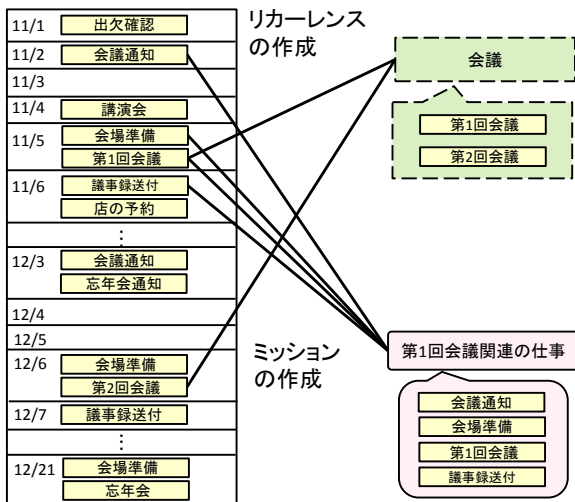 11/1 出欠確認
11/2 会議通知
11/3
11/4 講演会
11/5 会場準備
第1回会議
11/6 議事録送付
店の予約
⋮
12/3 会議通知
忘年会通知
12/4
12/5
12/6 会場準備
第2回会議
12/7 議事録送付
⋮
12/21 会場準備
忘年会
リカーレンス
の作成
会議
第1回会議
第2回会議
ミッション
の作成
第1回会議関連の仕事
会議通知
会場準備
第1回会議
議事録送付